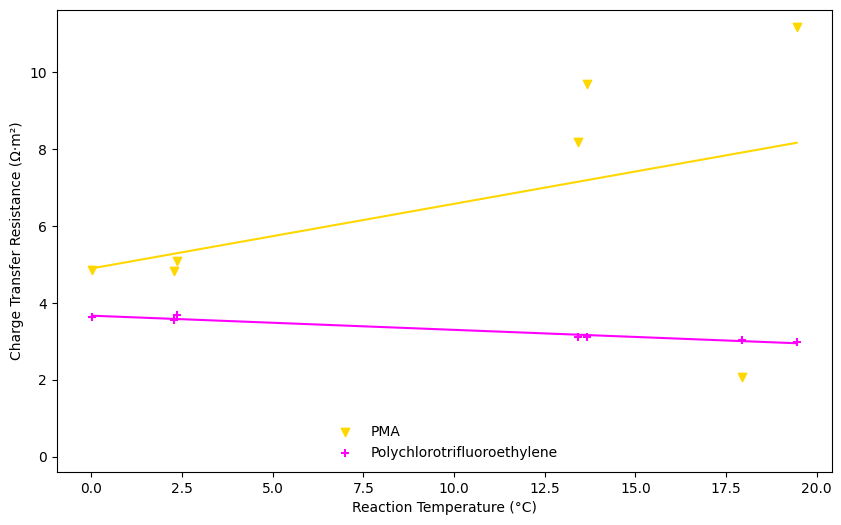 10
8
6
4
2
0
Charge Transfer Resistance (Ω·m²)
PMA
Polychlorotrifluoroethylene
0.0 2.5 5.0 7.5 10.0 12.5 15.0 17.5 20.0
Reaction Temperature (°C)